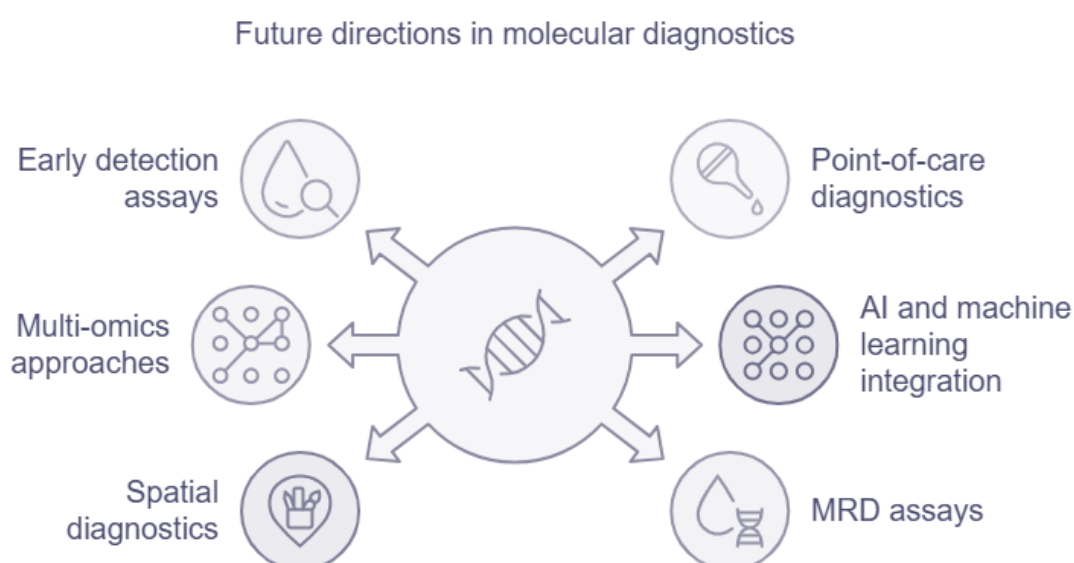 Future directions in molecular diagnostics
Early detection
assays
Point-of-care
diagnostics
Multi-omics
approaches
AI and machine
learning
integration
Spatial
diagnostics
MRD assays